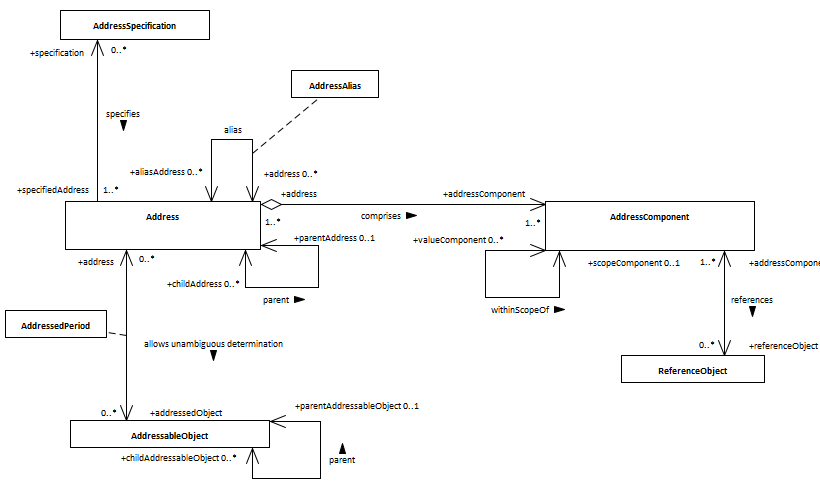 AddressSpecification
+specification
0..*
AddressAlias
specifies
alias
+aliasAddress 0..*
+address 0..*
+specifiedAddress
1..*
+address
+addressComponent
Address
comprises
AddressComponent
1..*
1..*
+parentAddress 0..1
+valueComponent 0..*
+address
0..*
+scopeComponent 0..1
1..*
+addressCompone
+childAddress 0..*
parent
references
withinScopeOf
AddressedPeriod
allows unambiguous determination
0..*
+referenceObject
ReferenceObject
0..*
+addressedObject
+parentAddressableObject 0..1
AddressableObject
+childAddressableObject 0..*
parent